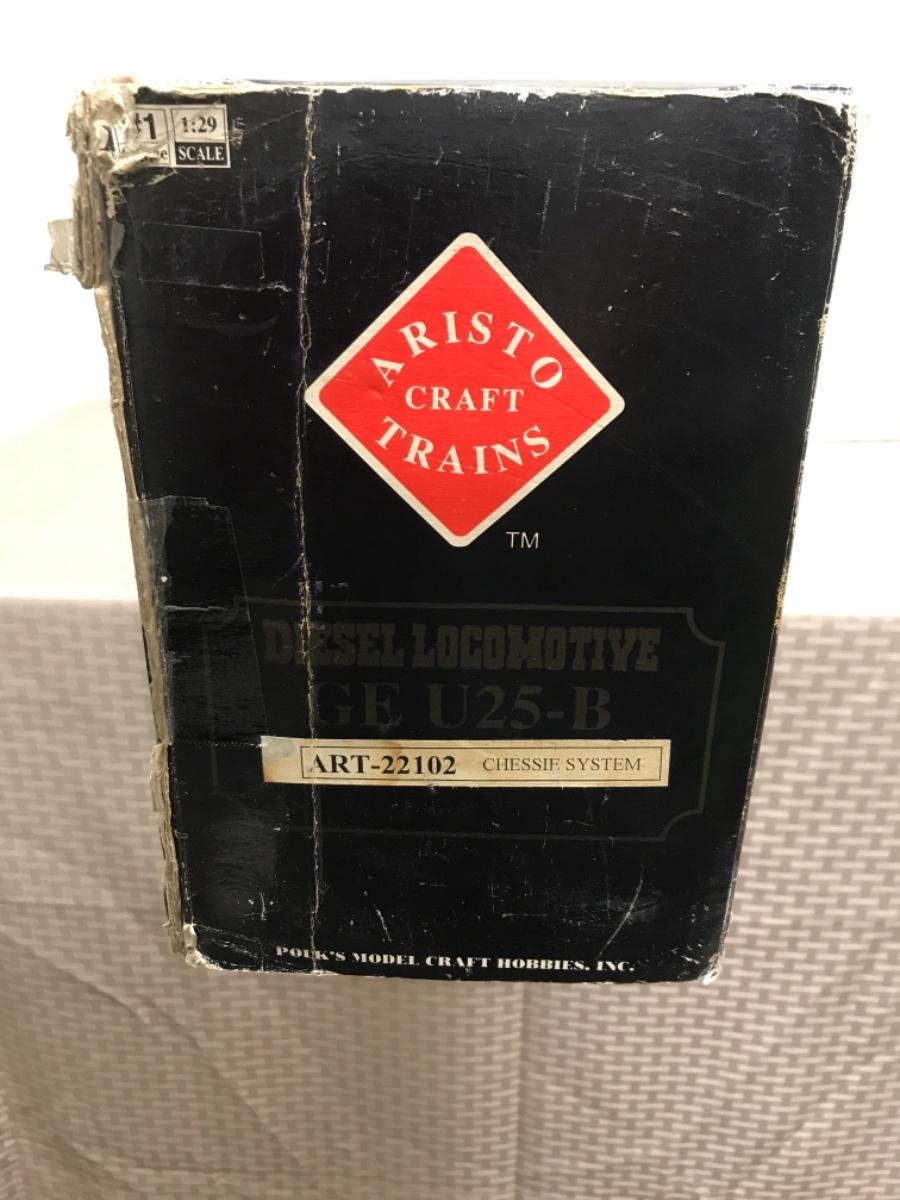 #1 1:29
SCALE
ARISTO
CRAFT
TRAINS
TM
DIESEL LOCOMOTIVE
GE U25-B
ART-22102 CHESSIE SYSTEM
POLK'S MODEL CRAFT HOBBIES, INC.